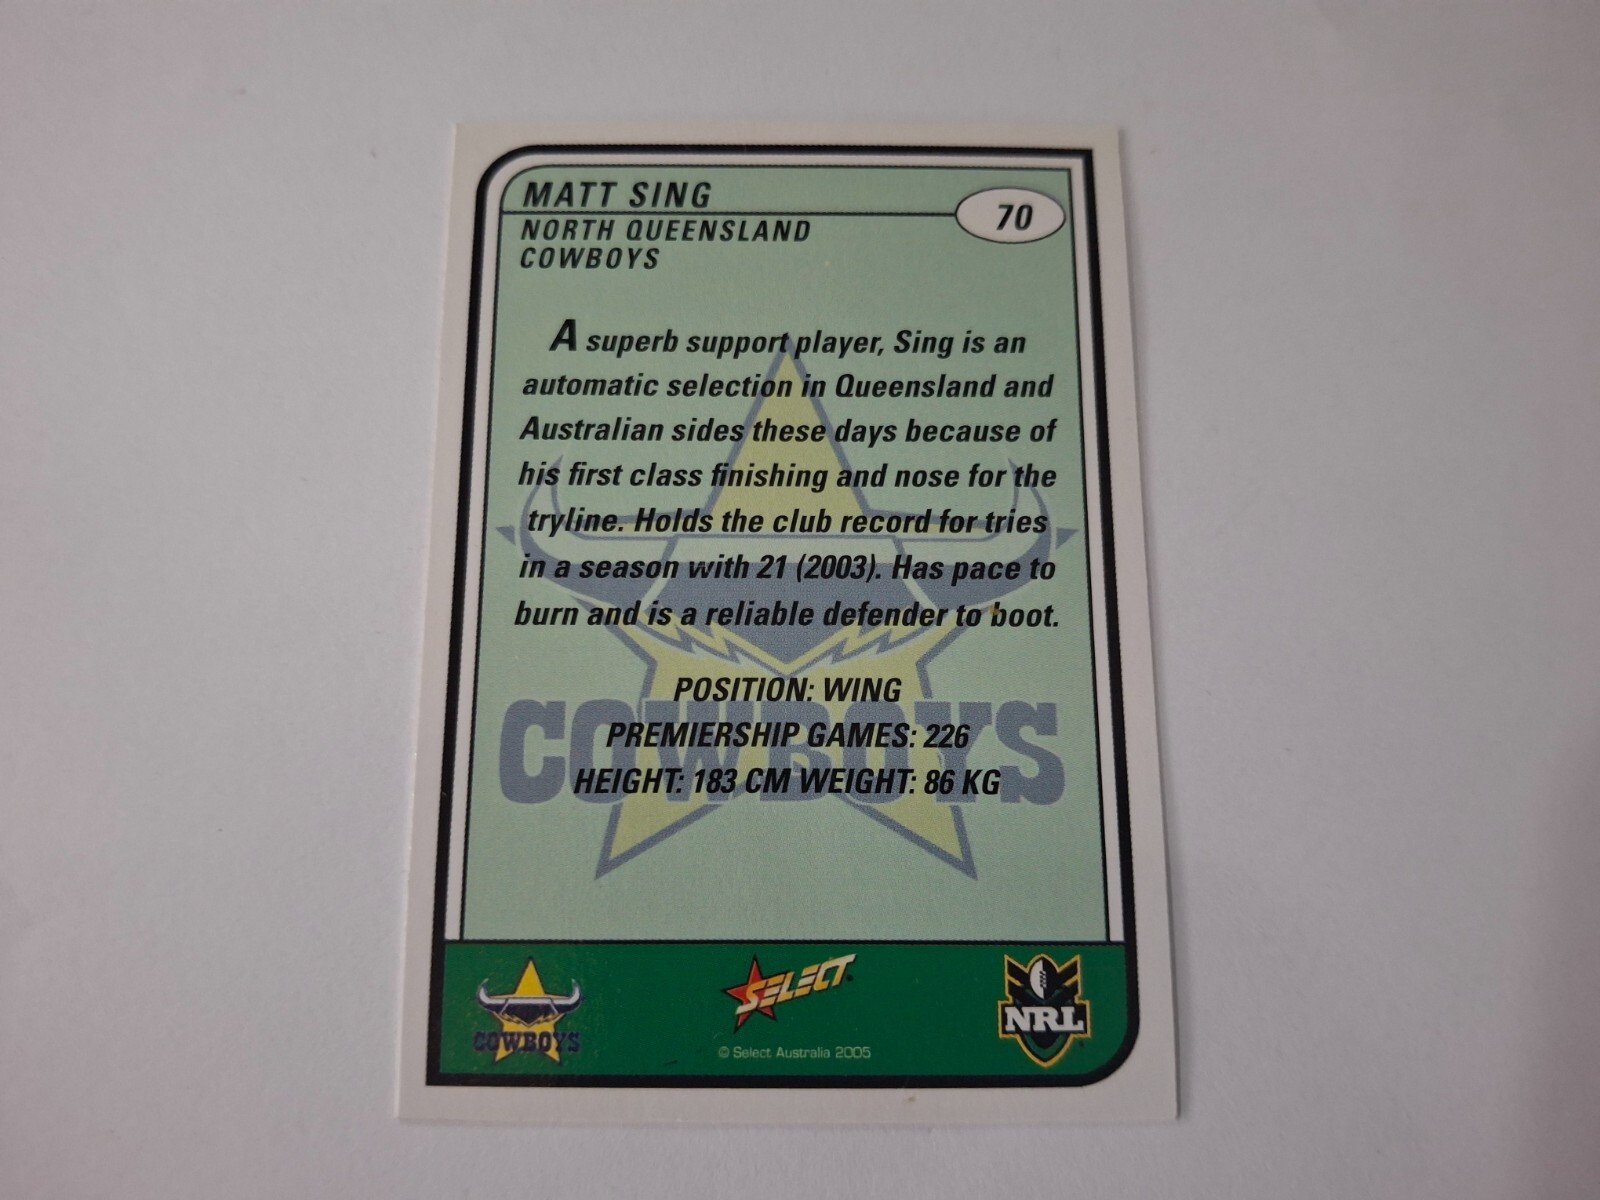 MATT SING
70
NORTH QUEENSLAND
COWBOYS
A superb support player, Sing is an
automatic selection in Queensland and
Australian sides these days because of
his first class finishing and nose for the
tryline. Holds the club record for tries
in a season with 21 (2003). Has pace to
burn and is a reliable defender to boot.
POSITION: WING
COWBOYS
PREMIERSHIP GAMES: 226
HEIGHT: 183 CM WEIGHT: 86 KG
COWBOYS
SELECT
NRL
© Select Australia 2005